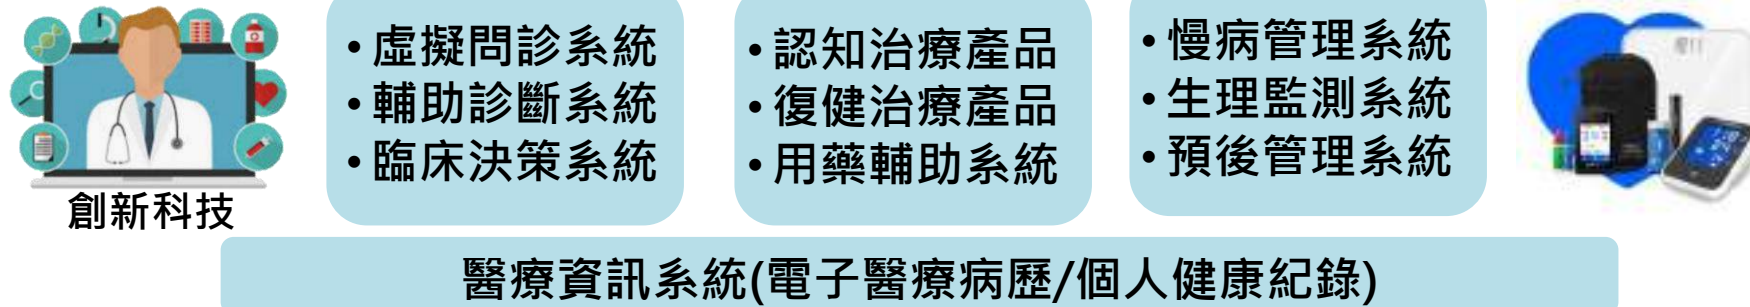 • 虛擬問診系統
• 輔助診斷系統
• 臨床決策系統
• 認知治療產品
• 復健治療產品
• 用藥輔助系統
• 慢病管理系統
• 生理監測系統
• 預後管理系統
創新科技
醫療資訊系統(電子醫療病歷/個人健康紀錄)